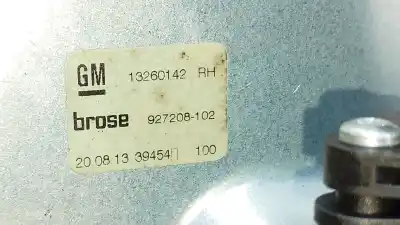 GM 13260142 RH
brose 927208-102
20.08.13 39454 100